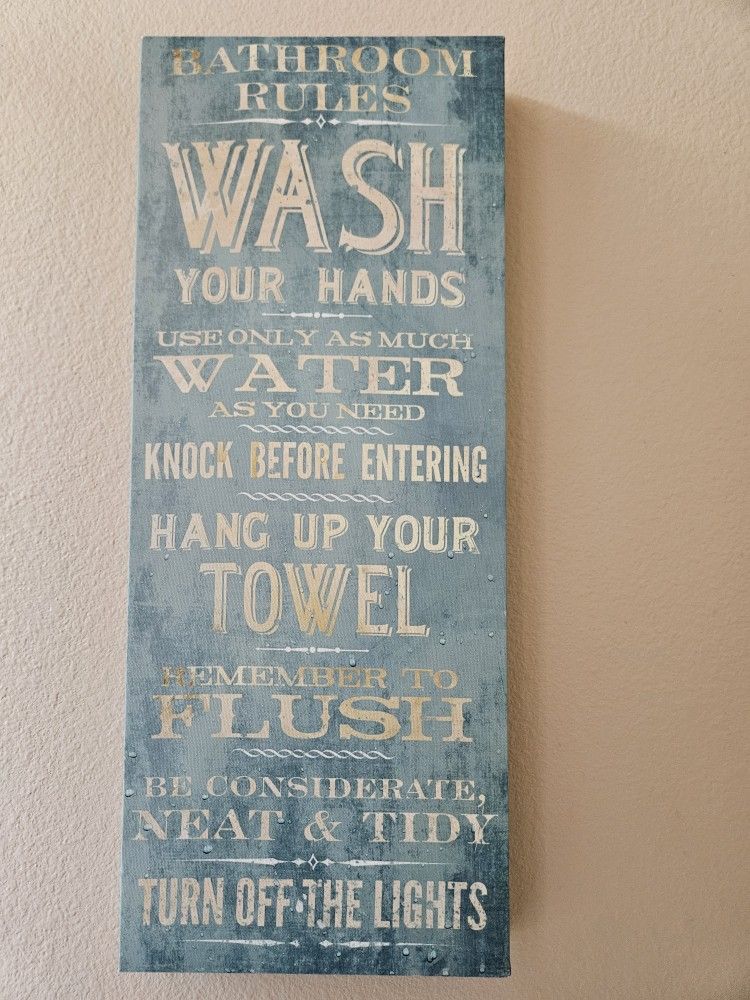 BATHROOM
RULES
WASH
YOUR HANDS
USE ONLY AS MUCH
WATER
AS YOU NEED
KNOCK BEFORE ENTERING
HANG UP YOUR
TOWEL
REMEMBER TO
FLUSH
BE CONSIDERATE,
NEAT & TIDY
TURN OFF THE LIGHTS